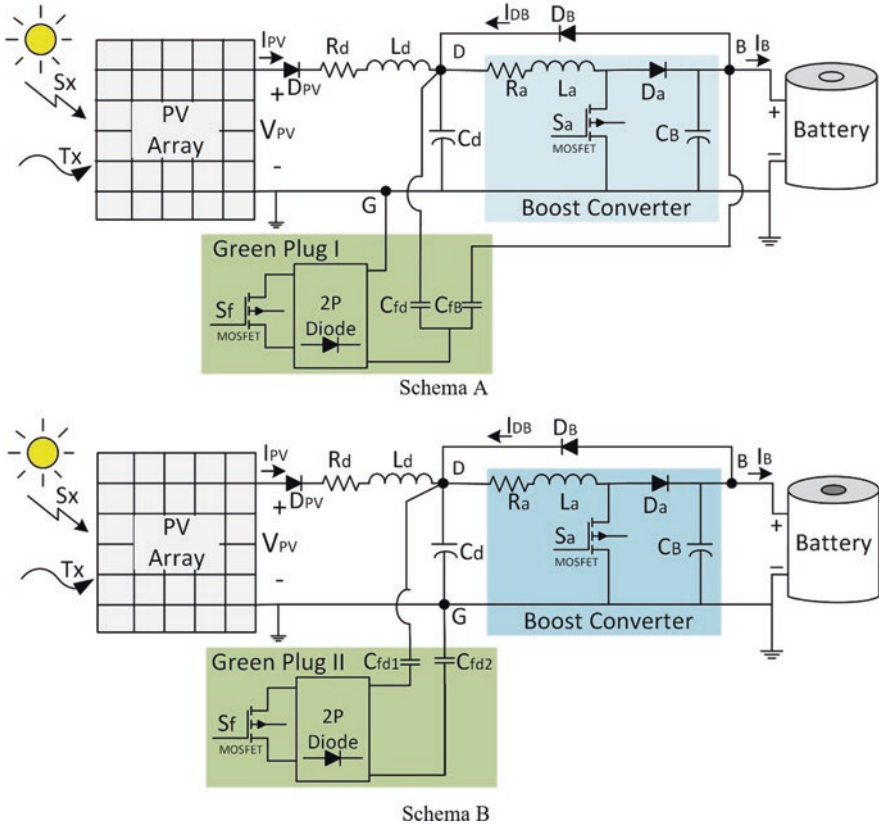 Sx
Tx
PV
Array
IPV
+
VPV
-
DPV
Rd
Ld
D
IDB
DB
B
IB
Ra
La
Da
Sa
MOSFET
Cd
CB
+
–
Battery
G
Boost Converter
Green Plug I
Sf
MOSFET
2P
Diode
Cfd
CfB
Schema A
Sx
Tx
PV
Array
IPV
+
VPV
-
DPV
Rd
Ld
D
IDB
DB
B
IB
Ra
La
Da
Sa
MOSFET
Cd
CB
+
–
Battery
G
Boost Converter
Green Plug II
Sf
MOSFET
2P
Diode
Cfd1
Cfd2
Schema B